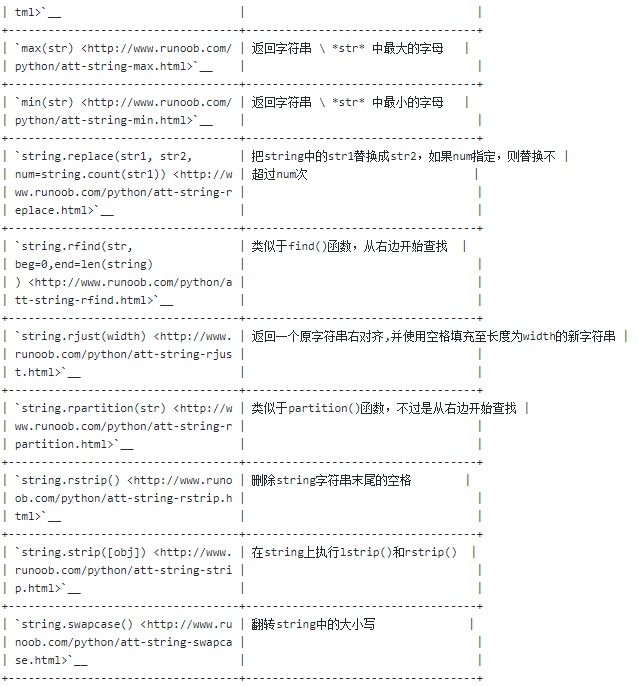 | tml>`__ | |
+-----------------------------+-----------------------------+
| `max(str) <http://www.runoob.com/ | 返回字符串 \ *str* 中最大的字母 |
| python/att-string-max.html>`__ | |
+-----------------------------+-----------------------------+
| `min(str) <http://www.runoob.com/ | 返回字符串 \ *str* 中最小的字母 |
| python/att-string-min.html>`__ | |
+-----------------------------+-----------------------------+
| `string.replace(str1, str2, | 把string中的str1替换成str2，如果num指定，则替换不 |
| num=string.count(str1)) <http://w | 超过num次 |
| ww.runoob.com/python/att-string-r | |
| eplace.html>`__ | |
+-----------------------------+-----------------------------+
| `string.rfind(str, | 类似于find()函数，从右边开始查找 |
| beg=0,end=len(string) | |
| ) <http://www.runoob.com/python/a | |
| tt-string-rfind.html>`__ | |
+-----------------------------+-----------------------------+
| `string.rjust(width) <http://www. | 返回一个原字符串右对齐,并使用空格填充至长度为width的新字符串 |
| runoob.com/python/att-string-rjus | |
| t.html>`__ | |
+-----------------------------+-----------------------------+
| `string.rpartition(str) <http://w | 类似于partition()函数，不过是从右边开始查找 |
| ww.runoob.com/python/att-string-r | |
| partition.html>`__ | |
+-----------------------------+-----------------------------+
| `string.rstrip() <http://www.runo | 删除string字符串末尾的空格 |
| ob.com/python/att-string-rstrip.h | |
| tml>`__ | |
+-----------------------------+-----------------------------+
| `string.strip([obj]) <http://www. | 在string上执行lstrip()和rstrip() |
| runoob.com/python/att-string-stri | |
| p.html>`__ | |
+-----------------------------+-----------------------------+
| `string.swapcase() <http://www.ru | 翻转string中的大小写 |
| noob.com/python/att-string-swapca | |
| se.html>`__ | |
+-----------------------------+-----------------------------+